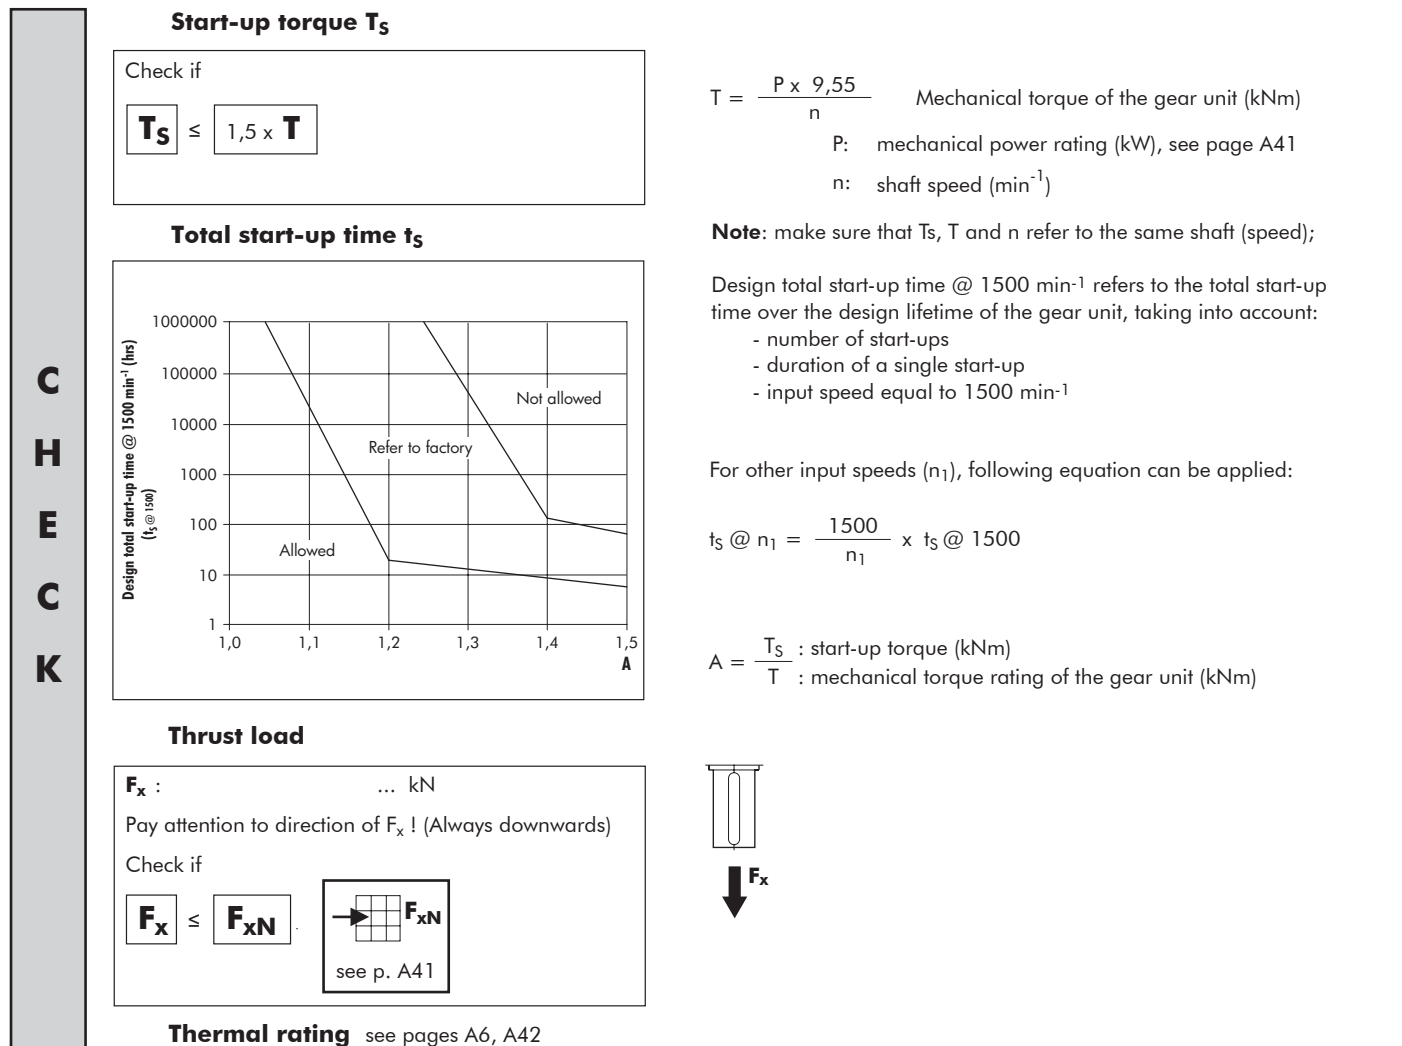 C
H
E
C
K
Start-up torque TS
Check if
TS ≤ 1,5 x T
T = P x 9,55 / n Mechanical torque of the gear unit (kNm)
P: mechanical power rating (kW), see page A41
n: shaft speed (min-1)
Note: make sure that Ts, T and n refer to the same shaft (speed);
Total start-up time tS
Design total start-up time @ 1500 min-1 (hrs)
(tS @ 1500)
1000000
100000
10000
1000
100
10
1
1,0 1,1 1,2 1,3 1,4 1,5
A
Not allowed
Refer to factory
Allowed
Design total start-up time @ 1500 min-1 refers to the total start-up
time over the design lifetime of the gear unit, taking into account:
- number of start-ups
- duration of a single start-up
- input speed equal to 1500 min-1
For other input speeds (n1), following equation can be applied:
tS @ n1 = 1500 / n1 x tS @ 1500
A = TS : start-up torque (kNm)
T : mechanical torque rating of the gear unit (kNm)
Thrust load
Fx : ... kN
Pay attention to direction of Fx ! (Always downwards)
Check if
Fx ≤ FxN .
FxN
see p. A41
Fx
Thermal rating see pages A6, A42